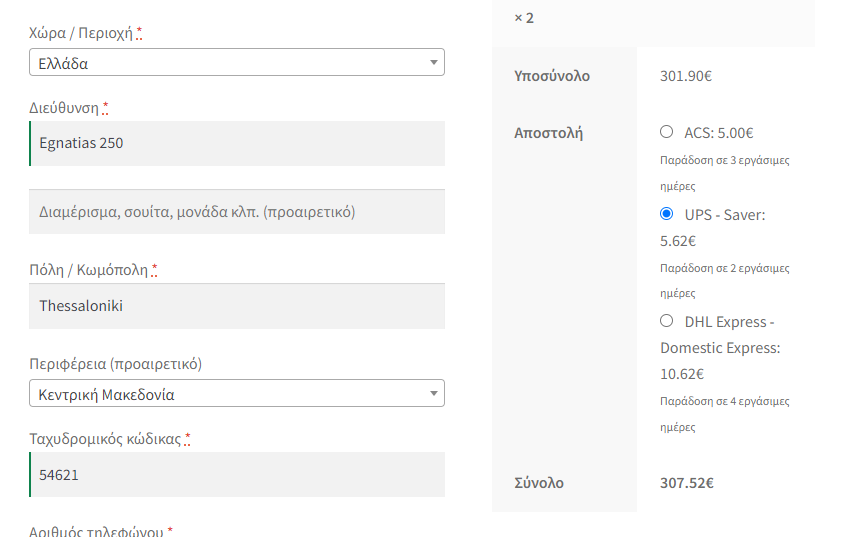 Χώρα / Περιοχή *
Ελλάδα
Διεύθυνση *
Egnatias 250
Διαμέρισμα, σουίτα, μονάδα κλπ. (προαιρετικό)
Πόλη / Κωμόπολη *
Thessaloniki
Περιφέρεια (προαιρετικό)
Κεντρική Μακεδονία
Ταχυδρομικός κώδικας *
54621
Αριθμός τηλεφώνου *
× 2
Υποσύνολο 301.90€
Αποστολή
ACS: 5.00€
Παράδοση σε 3 εργάσιμες
ημέρες
UPS - Saver:
5.62€
Παράδοση σε 2 εργάσιμες
ημέρες
DHL Express -
Domestic Express:
10.62€
Παράδοση σε 4 εργάσιμες
ημέρες
Σύνολο 307.52€